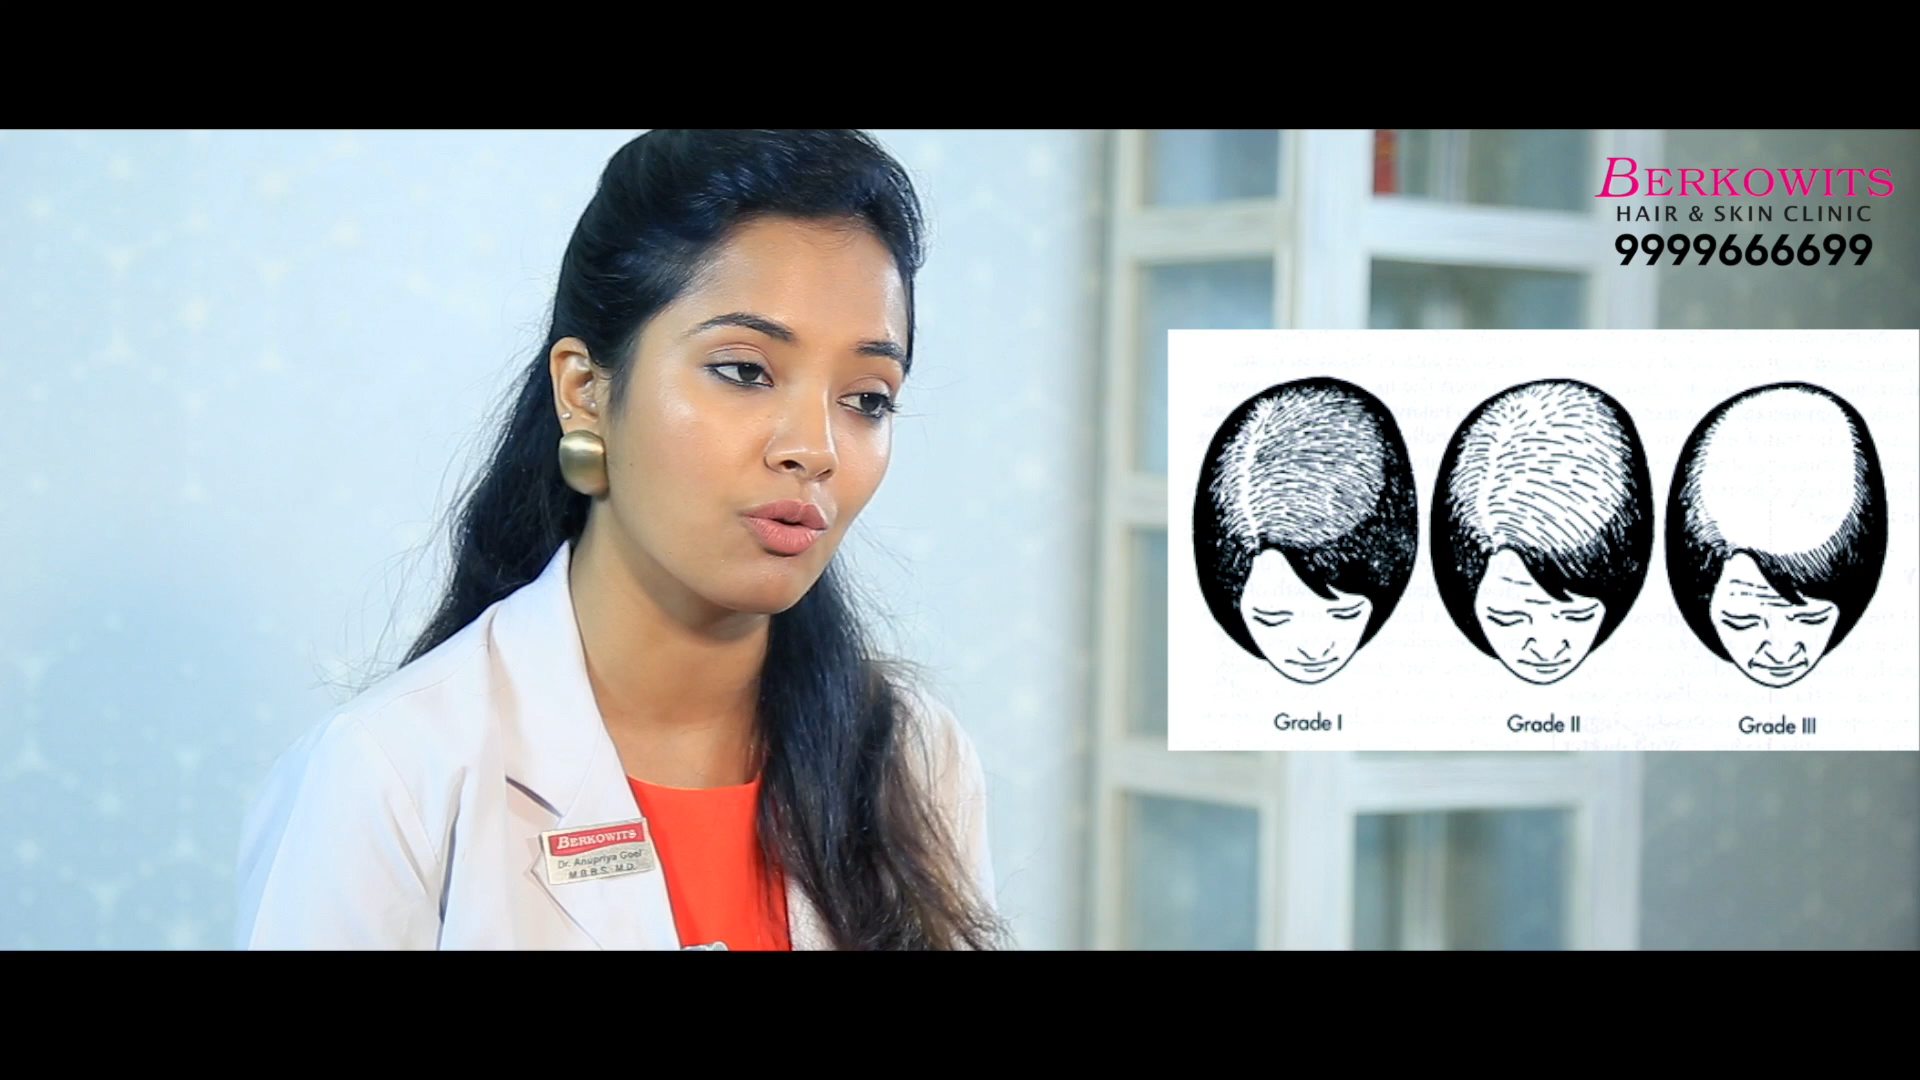 BERKOWITS
HAIR & SKIN CLINIC
9999666699
Grade I
Grade II
Grade III
BERKOWITS
Dr. Anupriya Goel
M.B.B.S. M.D.